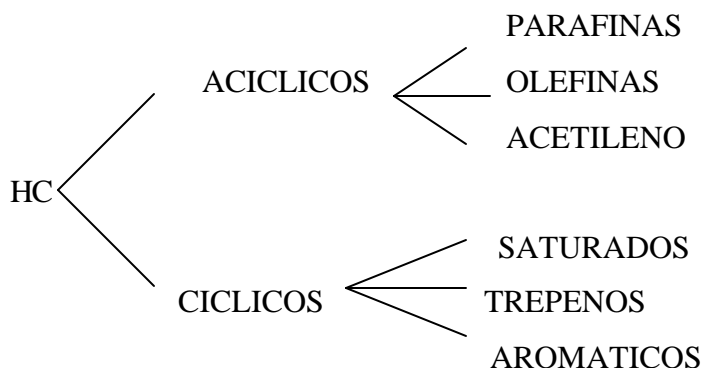 HC
ACICLICOS
PARAFINAS
OLEFINAS
ACETILENO
CICLICOS
SATURADOS
TREPENOS
AROMATICOS